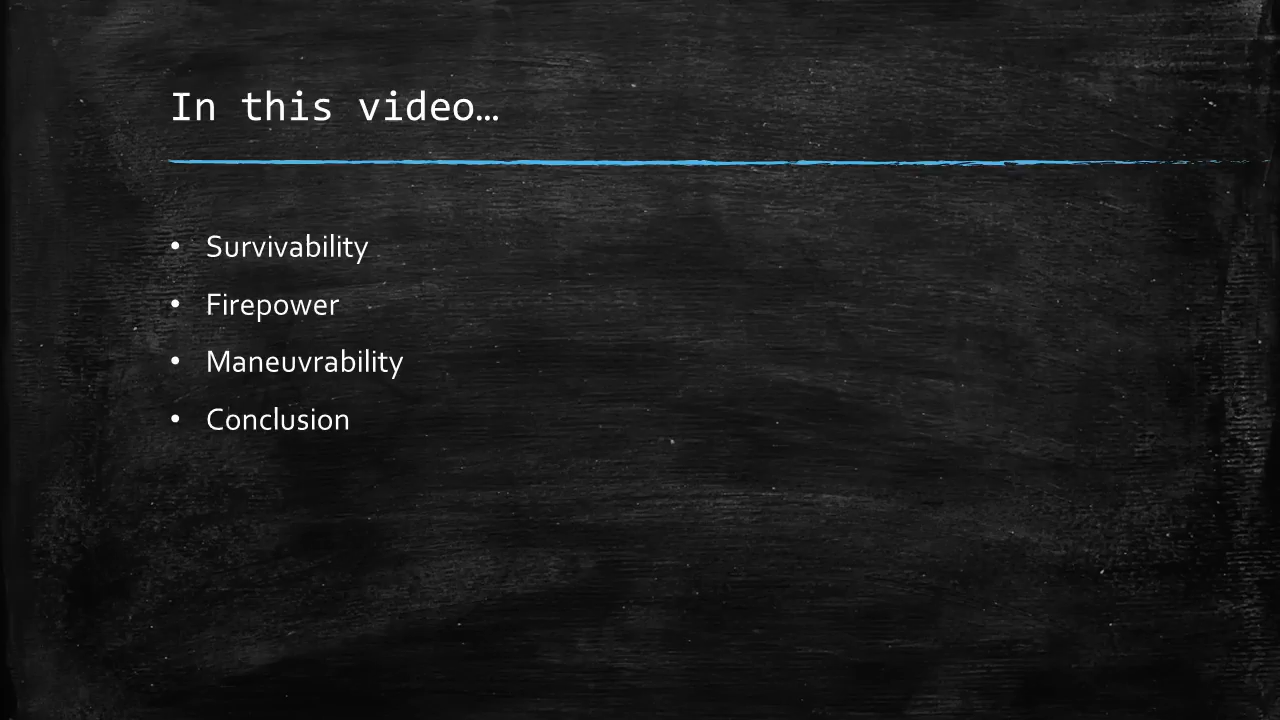 In this video…
• Survivability
• Firepower
• Maneuvrability
• Conclusion